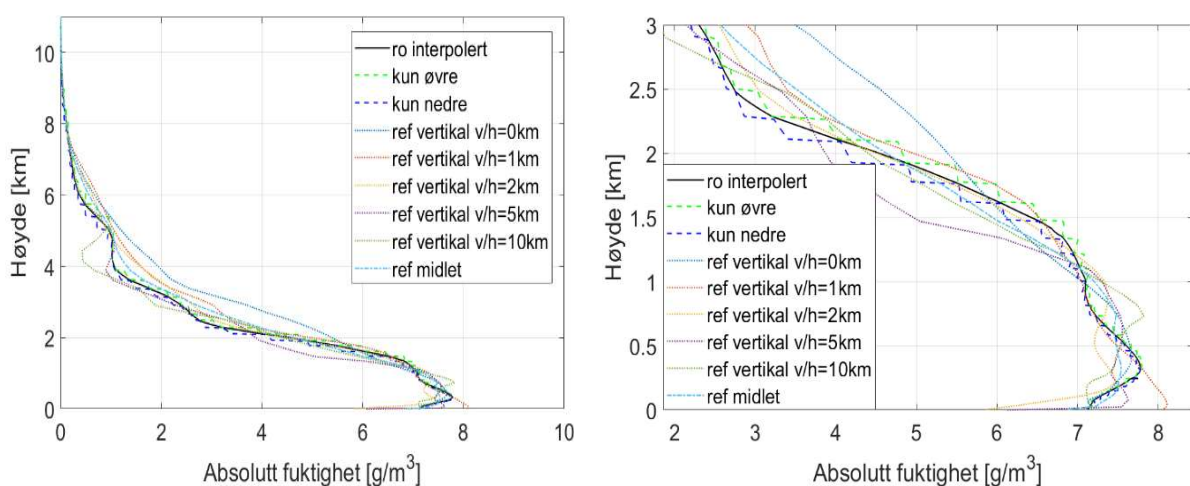 10
8
6
4
2
0
Høyde [km]
0 2 4 6 8 10
Absolutt fuktighet [g/m³]
ro interpolert
kun øvre
kun nedre
ref vertikal v/h=0km
ref vertikal v/h=1km
ref vertikal v/h=2km
ref vertikal v/h=5km
ref vertikal v/h=10km
ref midlet
3
2.5
2
1.5
1
0.5
0
Høyde [km]
2 3 4 5 6 7 8
Absolutt fuktighet [g/m³]
ro interpolert
kun øvre
kun nedre
ref vertikal v/h=0km
ref vertikal v/h=1km
ref vertikal v/h=2km
ref vertikal v/h=5km
ref vertikal v/h=10km
ref midlet